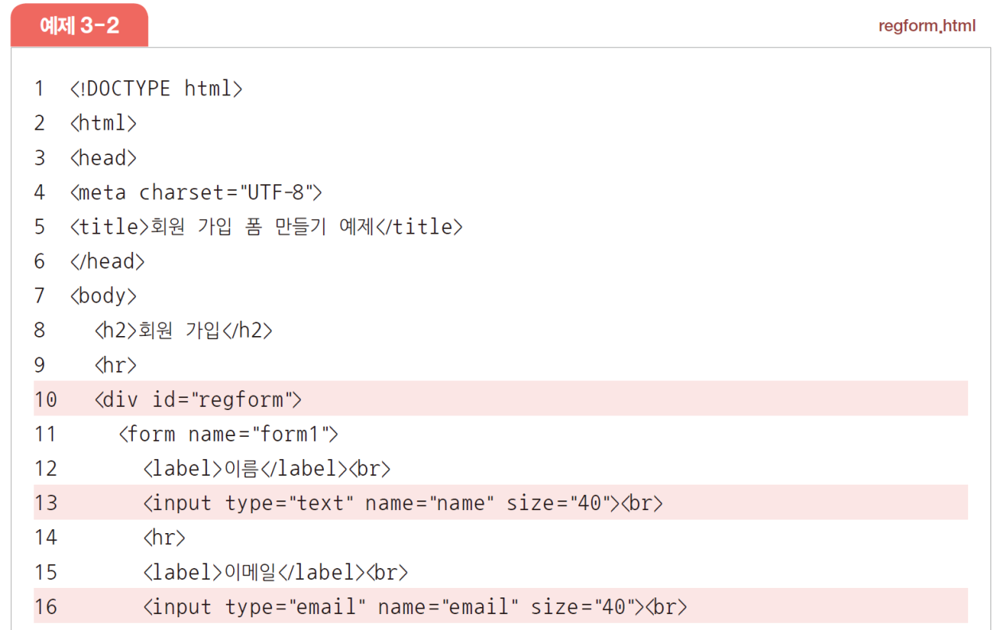 예제 3-2
regform.html
1 <!DOCTYPE html>
2 <html>
3 <head>
4 <meta charset="UTF-8">
5 <title>회원 가입 폼 만들기 예제</title>
6 </head>
7 <body>
8 <h2>회원 가입</h2>
9 <hr>
10 <div id="regform">
11 <form name="form1">
12 <label>이름</label><br>
13 <input type="text" name="name" size="40"><br>
14 <hr>
15 <label>이메일</label><br>
16 <input type="email" name="email" size="40"><br>